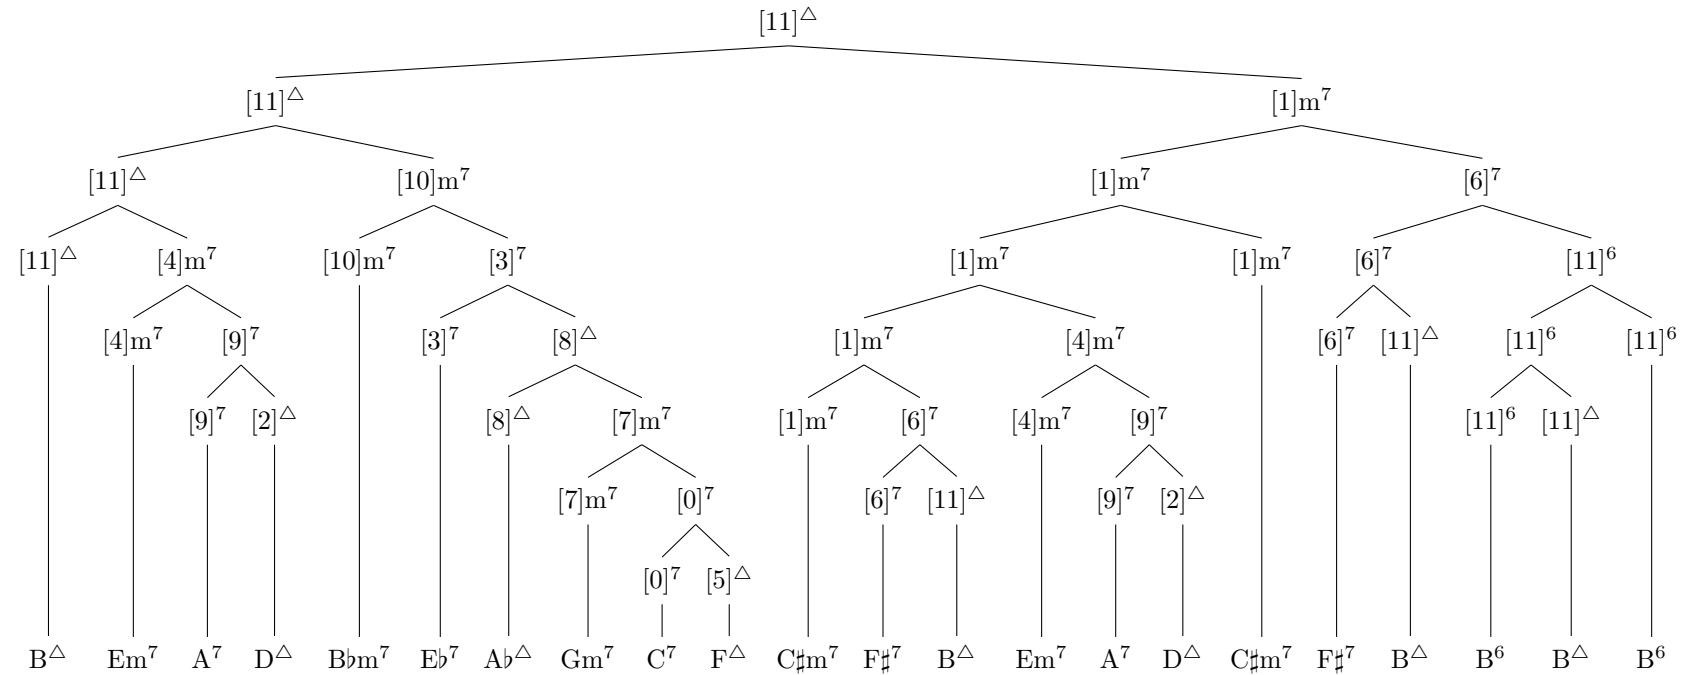 [11]△
[11]△ [1]m⁷
[11]△ [10]m⁷ [1]m⁷ [6]⁷
[11]△ [4]m⁷ [10]m⁷ [3]⁷ [1]m⁷ [1]m⁷ [6]⁷ [11]⁶
[4]m⁷ [9]⁷ [3]⁷ [8]△ [1]m⁷ [4]m⁷ [6]⁷ [11]△ [11]⁶ [11]⁶
[9]⁷ [2]△ [8]△ [7]m⁷ [1]m⁷ [6]⁷ [4]m⁷ [9]⁷ [11]⁶ [11]△
[7]m⁷ [0]⁷ [6]⁷ [11]△ [9]⁷ [2]△
[0]⁷ [5]△
B△ Em⁷ A⁷ D△ B♭m⁷ E♭⁷ A♭△ Gm⁷ C⁷ F△ C♯m⁷ F♯⁷ B△ Em⁷ A⁷ D△ C♯m⁷ F♯⁷ B△ B⁶ B△ B⁶